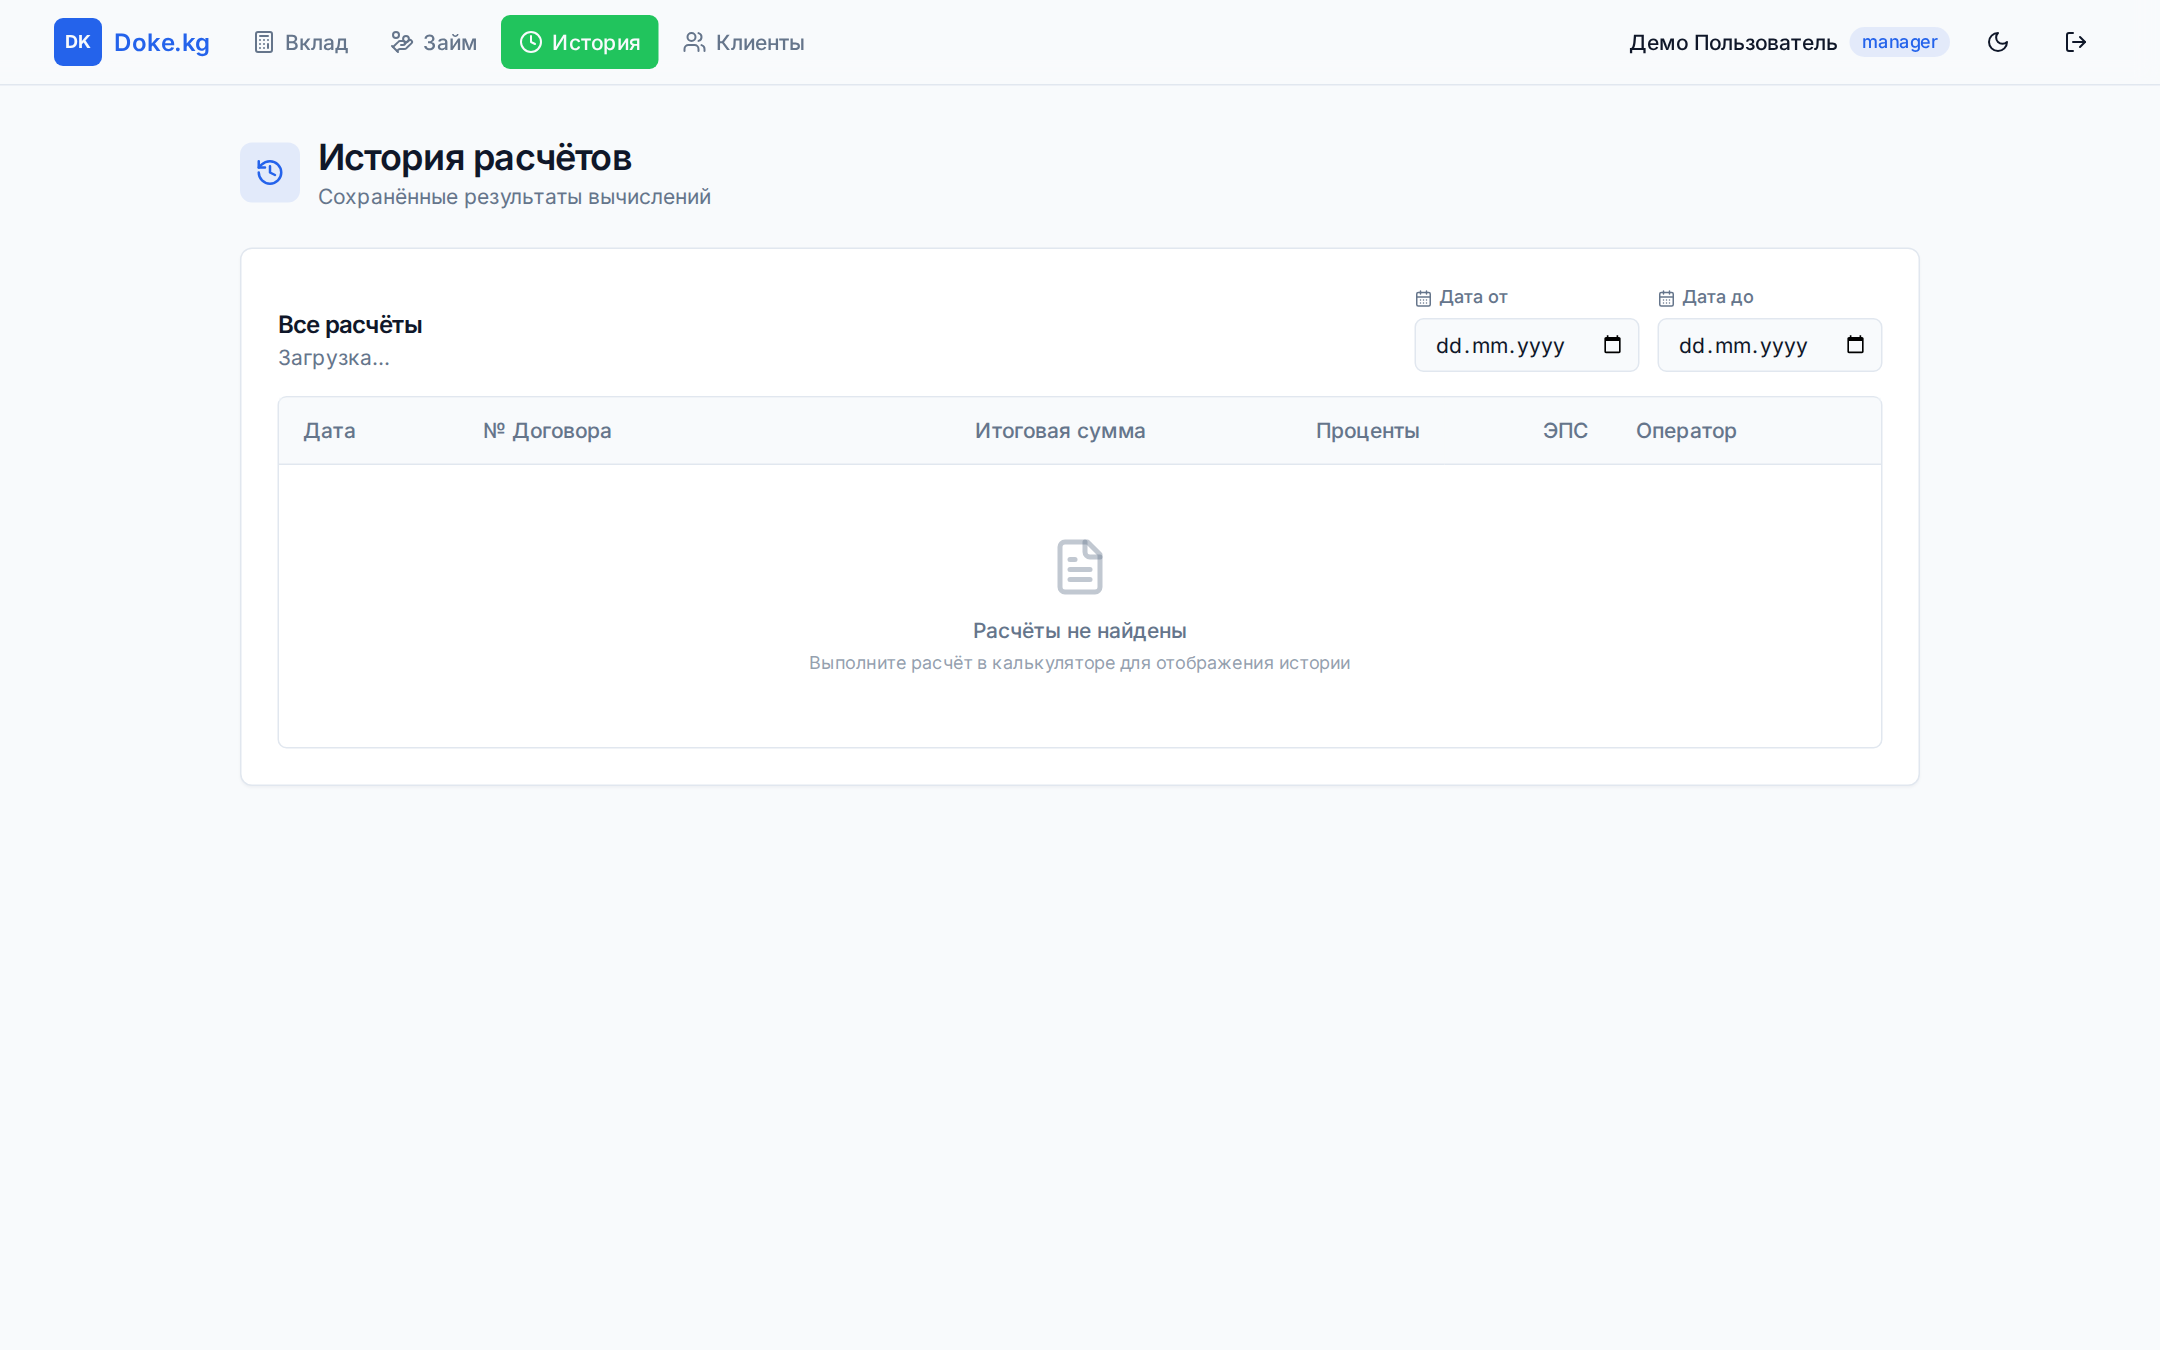 DK Doke.kg Вклад Займ История Клиенты Демо Пользователь manager
История расчётов
Сохранённые результаты вычислений
Дата от Дата до
Все расчёты
dd.mm.yyyy dd.mm.yyyy
Загрузка...
Дата № Договора Итоговая сумма Проценты ЭПС Оператор
Расчёты не найдены
Выполните расчёт в калькуляторе для отображения истории